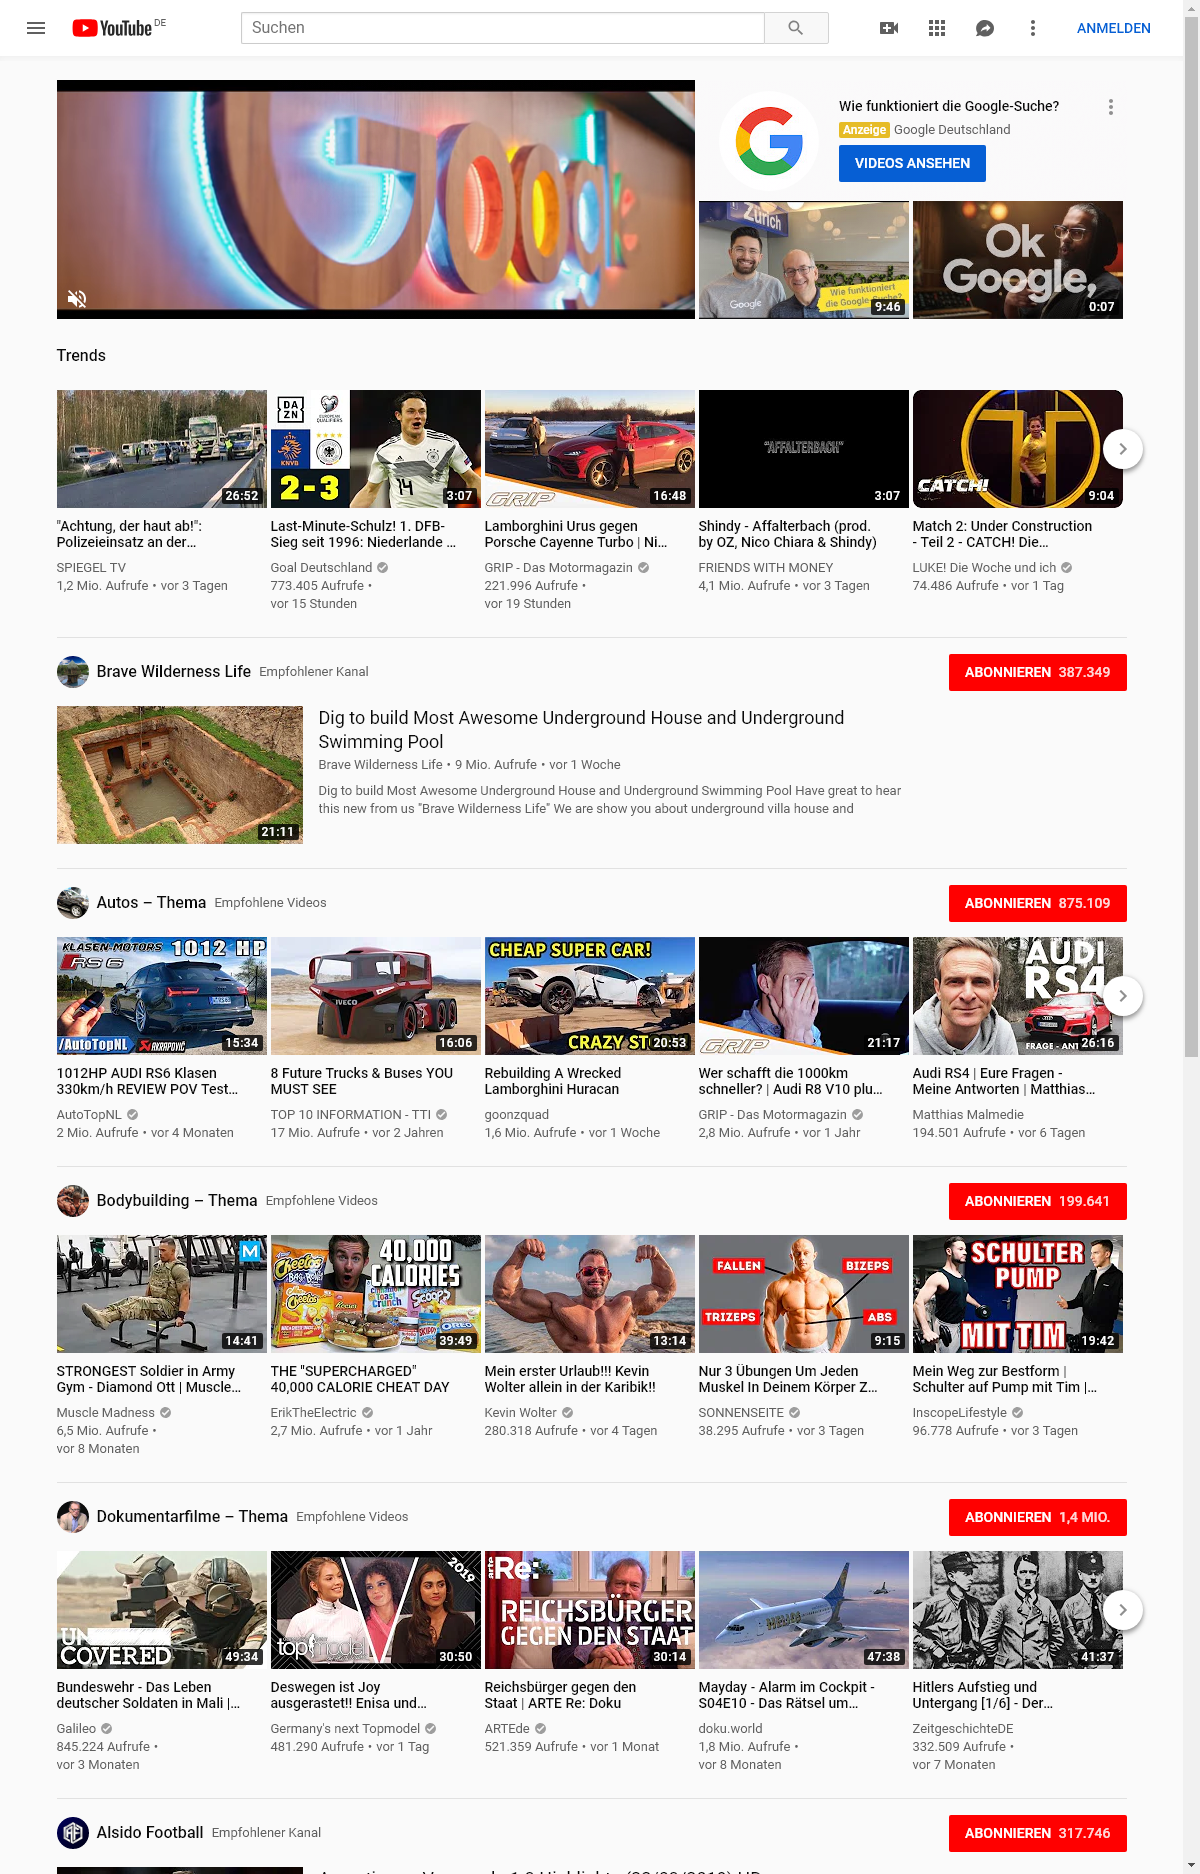 YouTube DE
Suchen
ANMELDEN
Google
Wie funktioniert die Google-Suche?
Anzeige Google Deutschland
VIDEOS ANSEHEN
Zürich
Google
Wie funktioniert
die Google-Suche?
9:46
Ok
Google,
0:07
Trends
26:52
DA
ZN
EUROPEAN
QUALIFIERS
KNVB
2-3
14
3:07
GRIP
16:48
"AFFALTERBACH"
3:07
CATCH!
9:04
"Achtung, der haut ab!":
Polizeieinsatz an der...
SPIEGEL TV
1,2 Mio. Aufrufe • vor 3 Tagen
Last-Minute-Schulz! 1. DFB-
Sieg seit 1996: Niederlande ...
Goal Deutschland
773.405 Aufrufe •
vor 15 Stunden
Lamborghini Urus gegen
Porsche Cayenne Turbo | Ni...
GRIP - Das Motormagazin
221.996 Aufrufe •
vor 19 Stunden
Shindy - Affalterbach (prod.
by OZ, Nico Chiara & Shindy)
FRIENDS WITH MONEY
4,1 Mio. Aufrufe • vor 3 Tagen
Match 2: Under Construction
- Teil 2 - CATCH! Die...
LUKE! Die Woche und ich
74.486 Aufrufe • vor 1 Tag
Brave Wilderness Life Empfohlener Kanal
ABONNIEREN 387.349
21:11
Dig to build Most Awesome Underground House and Underground
Swimming Pool
Brave Wilderness Life • 9 Mio. Aufrufe • vor 1 Woche
Dig to build Most Awesome Underground House and Underground Swimming Pool Have great to hear
this new from us "Brave Wilderness Life" We are show you about underground villa house and
Autos – Thema Empfohlene Videos
ABONNIEREN 875.109
KLASEN-MOTORS 1012 HP
RS 6
/AutoTopNL AKRAPOVIČ
15:34
IVECO
16:06
CHEAP SUPER CAR!
CRAZY ST
20:53
GRIP
21:17
AUDI
RS4
FRAGE - ANT
26:16
1012HP AUDI RS6 Klasen
330km/h REVIEW POV Test...
AutoTopNL
2 Mio. Aufrufe • vor 4 Monaten
8 Future Trucks & Buses YOU
MUST SEE
TOP 10 INFORMATION - TTI
17 Mio. Aufrufe • vor 2 Jahren
Rebuilding A Wrecked
Lamborghini Huracan
goonzquad
1,6 Mio. Aufrufe • vor 1 Woche
Wer schafft die 1000km
schneller? | Audi R8 V10 plu...
GRIP - Das Motormagazin
2,8 Mio. Aufrufe • vor 1 Jahr
Audi RS4 | Eure Fragen -
Meine Antworten | Matthias...
Matthias Malmedie
194.501 Aufrufe • vor 6 Tagen
Bodybuilding – Thema Empfohlene Videos
ABONNIEREN 199.641
M
14:41
40,000
CALORIES
Cheetos
Cheetos
Toast
Crunch
SCOOPS?
OREO
39:49
13:14
FALLEN
BIZEPS
TRIZEPS
ABS
9:15
SCHULTER
PUMP
MIT TIM
19:42
STRONGEST Soldier in Army
Gym - Diamond Ott | Muscle...
Muscle Madness
6,5 Mio. Aufrufe •
vor 8 Monaten
THE "SUPERCHARGED"
40,000 CALORIE CHEAT DAY
ErikTheElectric
2,7 Mio. Aufrufe • vor 1 Jahr
Mein erster Urlaub!!! Kevin
Wolter allein in der Karibik!!
Kevin Wolter
280.318 Aufrufe • vor 4 Tagen
Nur 3 Übungen Um Jeden
Muskel In Deinem Körper Z...
SONNENSEITE
38.295 Aufrufe • vor 3 Tagen
Mein Weg zur Bestform |
Schulter auf Pump mit Tim |...
InscopeLifestyle
96.778 Aufrufe • vor 3 Tagen
Dokumentarfilme – Thema Empfohlene Videos
ABONNIEREN 1,4 MIO.
UN
COVERED
49:34
2019
topmodel
30:50
arte Re:
REICHSBÜRGER
GEGEN DEN STAAT
30:14
47:38
41:37
Bundeswehr - Das Leben
deutscher Soldaten in Mali |...
Galileo
845.224 Aufrufe •
vor 3 Monaten
Deswegen ist Joy
ausgerastet!! Enisa und...
Germany's next Topmodel
481.290 Aufrufe • vor 1 Tag
Reichsbürger gegen den
Staat | ARTE Re: Doku
ARTEde
521.359 Aufrufe • vor 1 Monat
Mayday - Alarm im Cockpit -
S04E10 - Das Rätsel um...
doku.world
1,8 Mio. Aufrufe •
vor 8 Monaten
Hitlers Aufstieg und
Untergang [1/6] - Der...
ZeitgeschichteDE
332.509 Aufrufe •
vor 7 Monaten
Alsido Football Empfohlener Kanal
ABONNIEREN 317.746